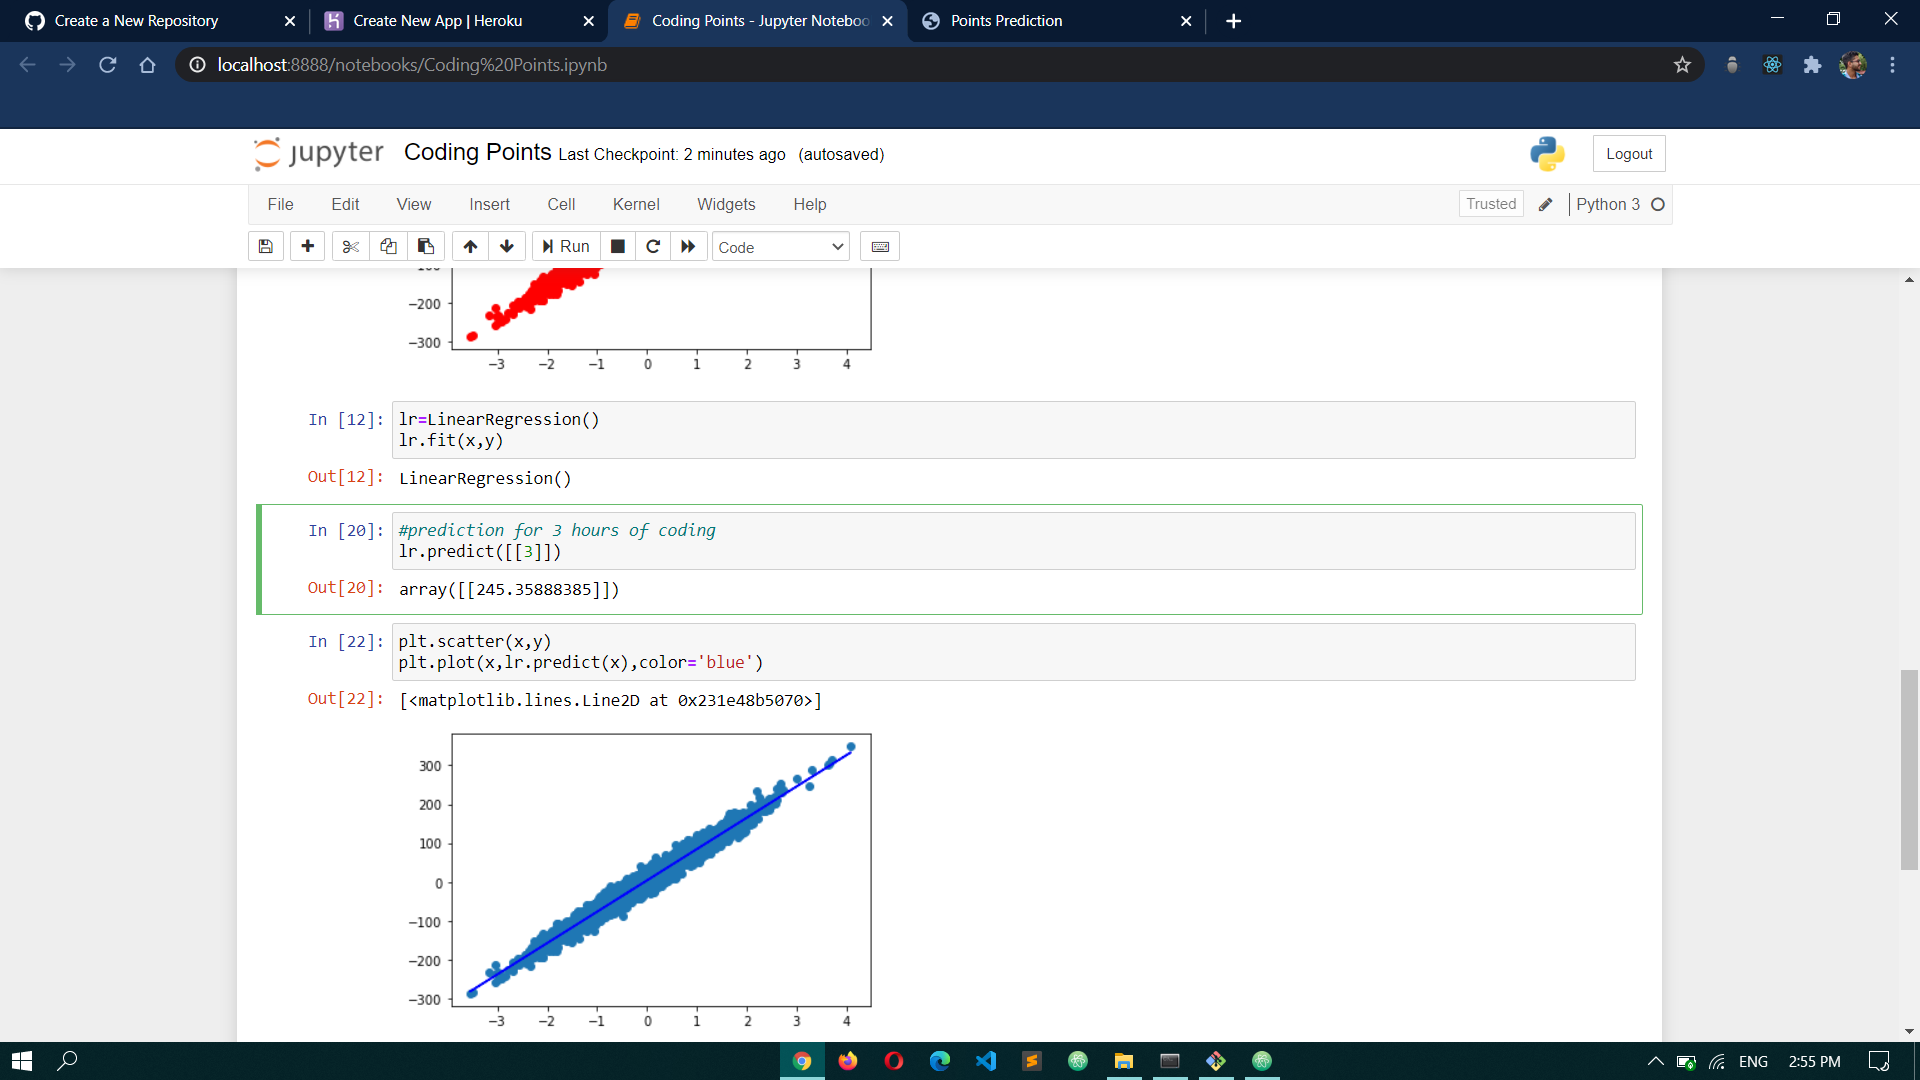 Create a New Repository
Create New App | Heroku
Coding Points - Jupyter Noteboo
Points Prediction
localhost:8888/notebooks/Coding%20Points.ipynb
jupyter Coding Points Last Checkpoint: 2 minutes ago (autosaved)
Logout
File Edit View Insert Cell Kernel Widgets Help
Trusted
Python 3
Run
Code
−200
−300
−3 −2 −1 0 1 2 3 4
In [12]: lr=LinearRegression()
lr.fit(x,y)
Out[12]: LinearRegression()
In [20]: #prediction for 3 hours of coding
lr.predict([[3]])
Out[20]: array([[245.35888385]])
In [22]: plt.scatter(x,y)
plt.plot(x,lr.predict(x),color='blue')
Out[22]: [<matplotlib.lines.Line2D at 0x231e48b5070>]
300
200
100
0
−100
−200
−300
−3 −2 −1 0 1 2 3 4
ENG 2:55 PM